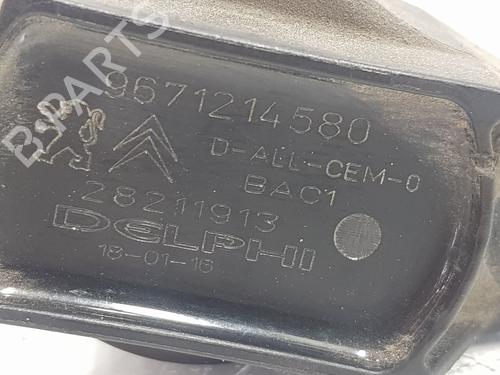 9671214580
D-ALL-CEM-0
BAC1
28211913
DELPHI
18-01-16
B-PARTS